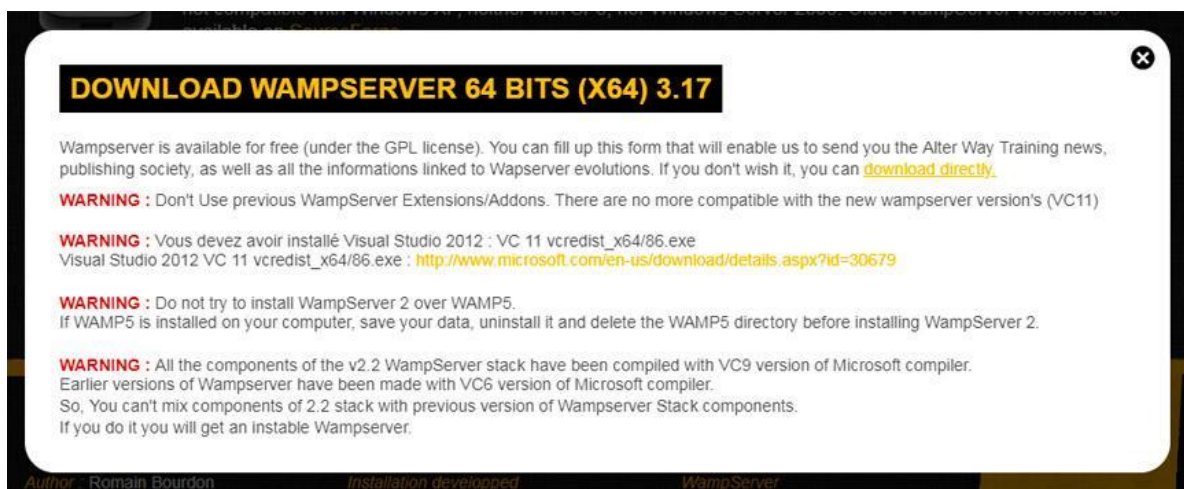 DOWNLOAD WAMPSERVER 64 BITS (X64) 3.17
Wampserver is available for free (under the GPL license). You can fill up this form that will enable us to send you the Alter Way Training news,
publishing society, as well as all the informations linked to Wapserver evolutions. If you don't wish it, you can download directly.
WARNING : Don't Use previous WampServer Extensions/Addons. There are no more compatible with the new wampserver version's (VC11)
WARNING : Vous devez avoir installé Visual Studio 2012 : VC 11 vcredist_x64/86.exe
Visual Studio 2012 VC 11 vcredist_x64/86.exe : http://www.microsoft.com/en-us/download/details.aspx?id=30679
WARNING : Do not try to install WampServer 2 over WAMP5.
If WAMP5 is installed on your computer, save your data, uninstall it and delete the WAMP5 directory before installing WampServer 2.
WARNING : All the components of the v2.2 WampServer stack have been compiled with VC9 version of Microsoft compiler.
Earlier versions of Wampserver have been made with VC6 version of Microsoft compiler.
So, You can't mix components of 2.2 stack with previous version of Wampserver Stack components.
If you do it you will get an instable Wampserver.
Author : Romain Bourdon Installation developped WampServer